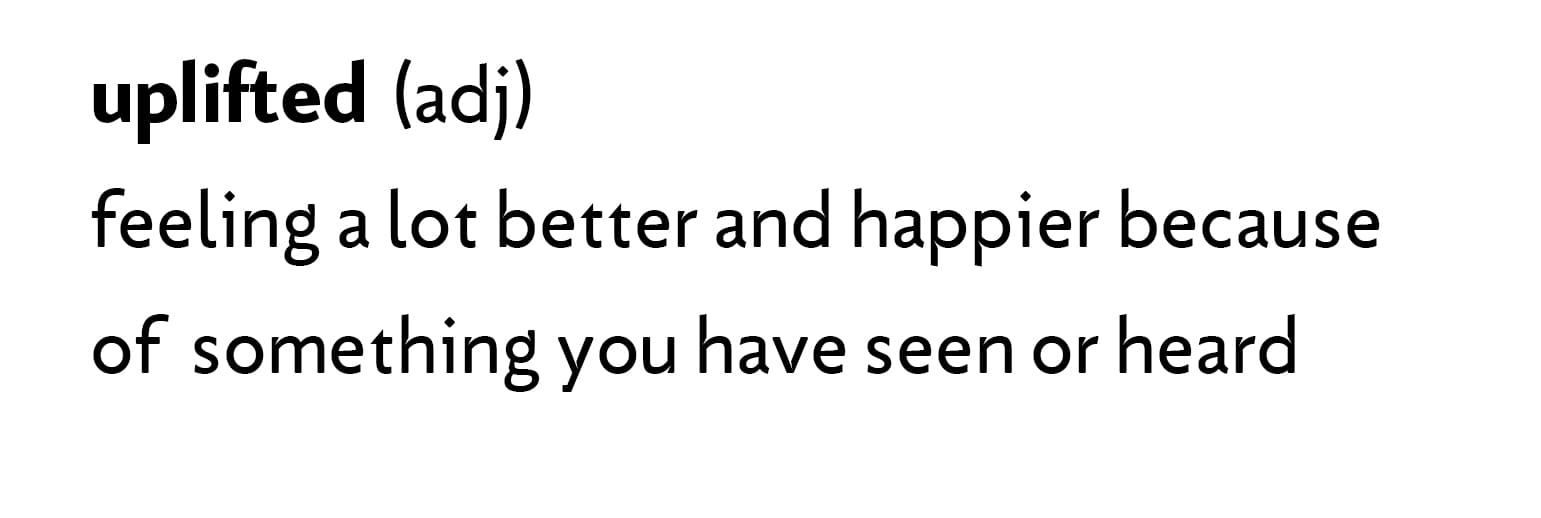 uplifted (adj)
feeling a lot better and happier because
of something you have seen or heard